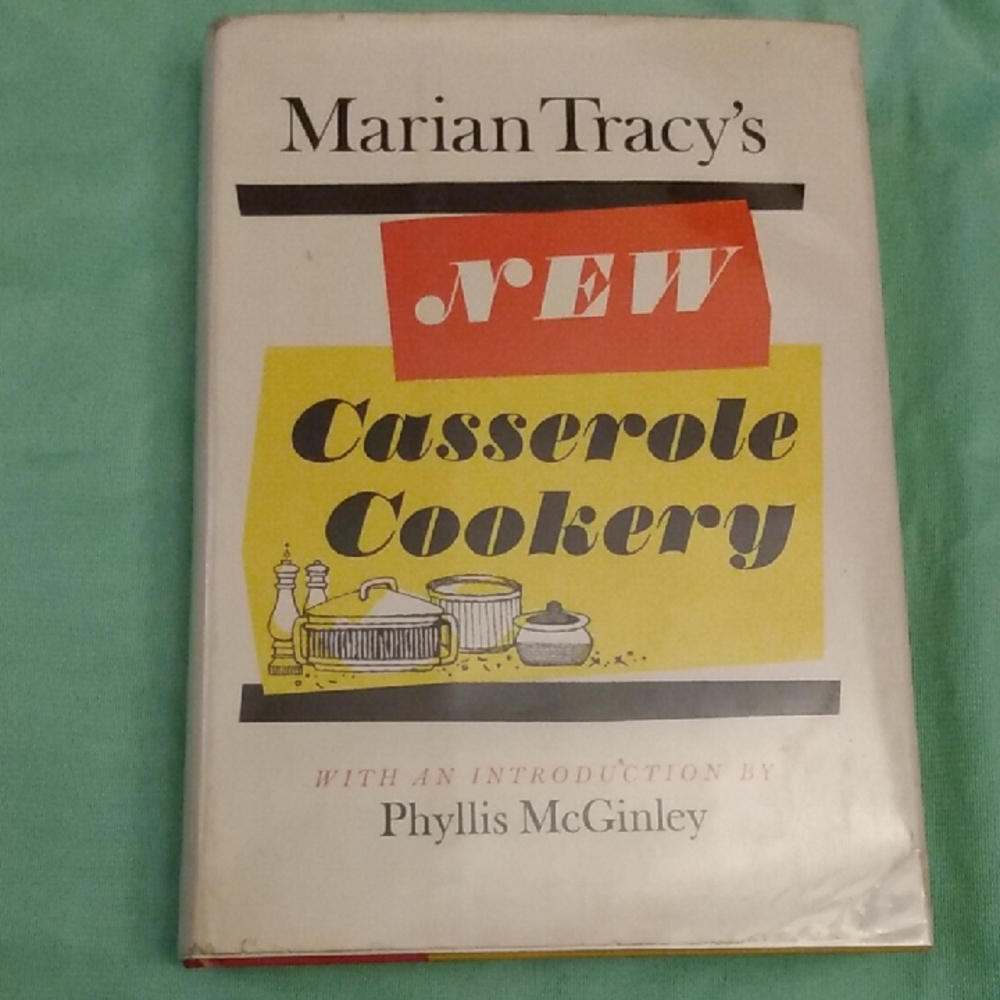 Marian Tracy's
NEW
Casserole
Cookery
WITH AN INTRODUCTION BY
Phyllis McGinley